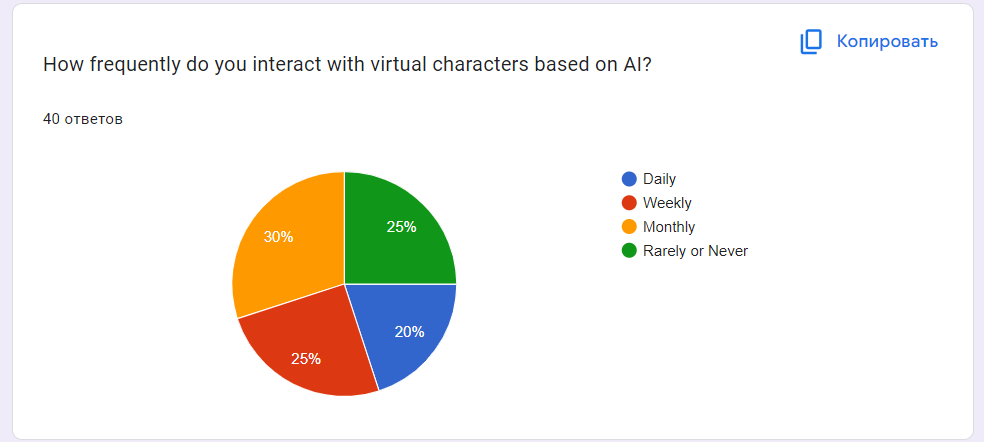 Копировать
How frequently do you interact with virtual characters based on AI?
40 ответов
Daily
Weekly
Monthly
Rarely or Never
25%
30%
20%
25%